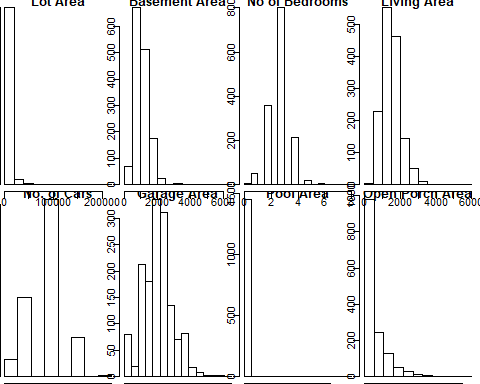 Lot Area
Basement Area
No of Bedrooms
Living Area
0 100 200 300 400 500 600
0 200 400 600 800
0 100 200 300 400 500
No. of Cars
Garage Area
Pool Area
Open Porch Area
0 100000 200000
0 2000 4000 6000
0 2 4 6
0 2000 4000 6000
0 50 100 150 200 250 300
0 500 1000
0 200 400 600 800